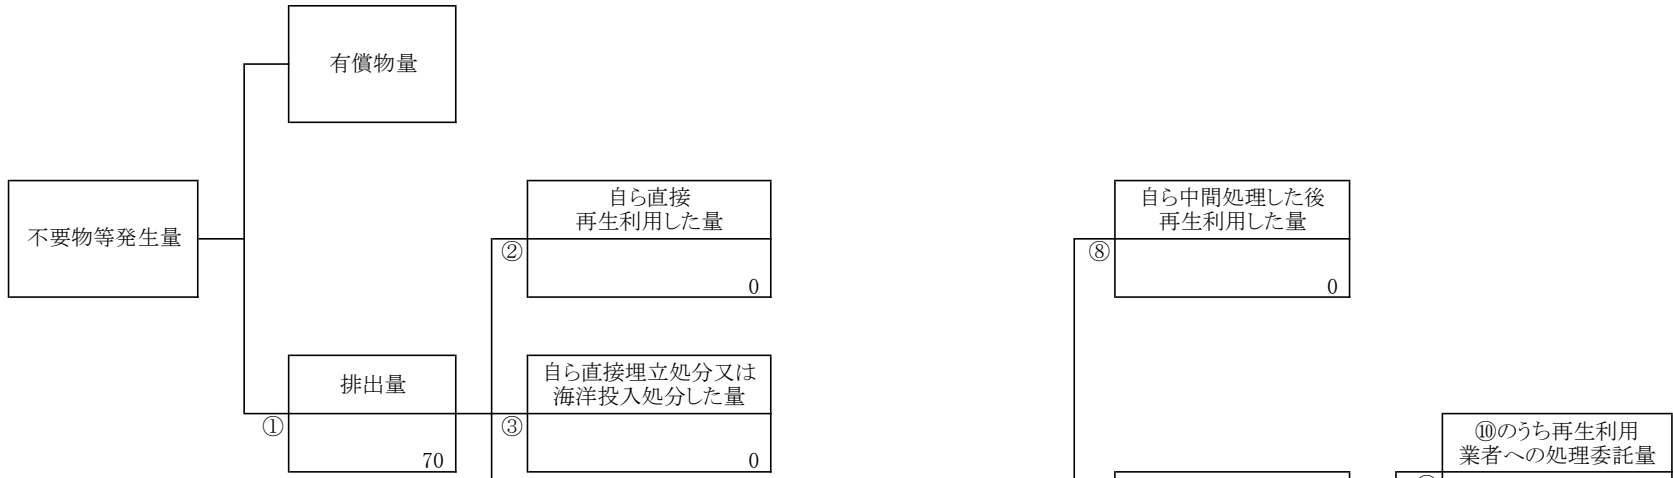 有償物量
不要物等発生量
自ら直接
再生利用した量
②
0
自ら中間処理した後
再生利用した量
⑧
0
排出量
①
70
自ら直接埋立処分又は
海洋投入処分した量
③
0
⑩のうち再生利用
業者への処理委託量